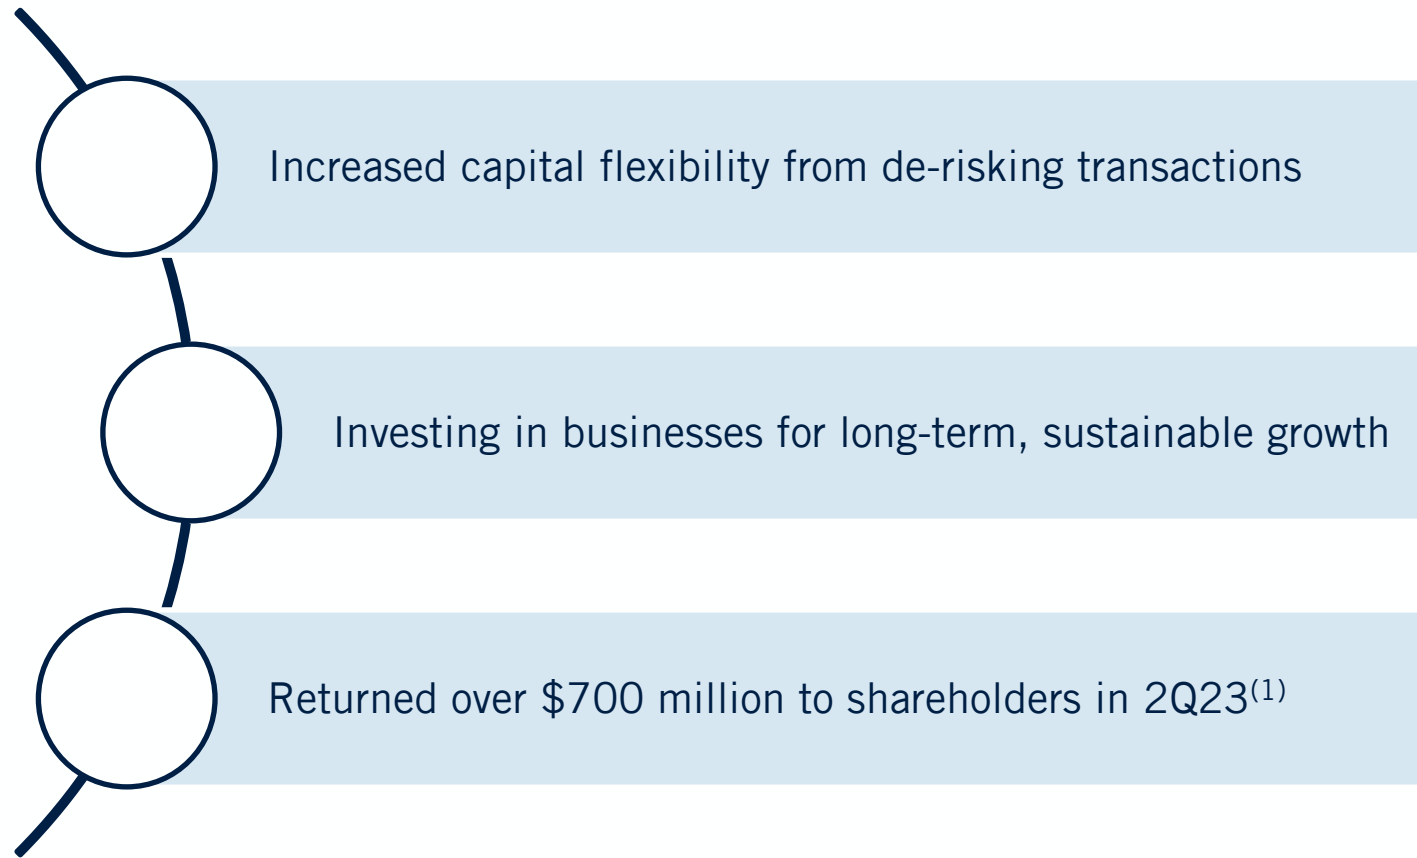 Increased capital flexibility from de-risking transactions
Investing in businesses for long-term, sustainable growth
Returned over $700 million to shareholders in 2Q23(1)